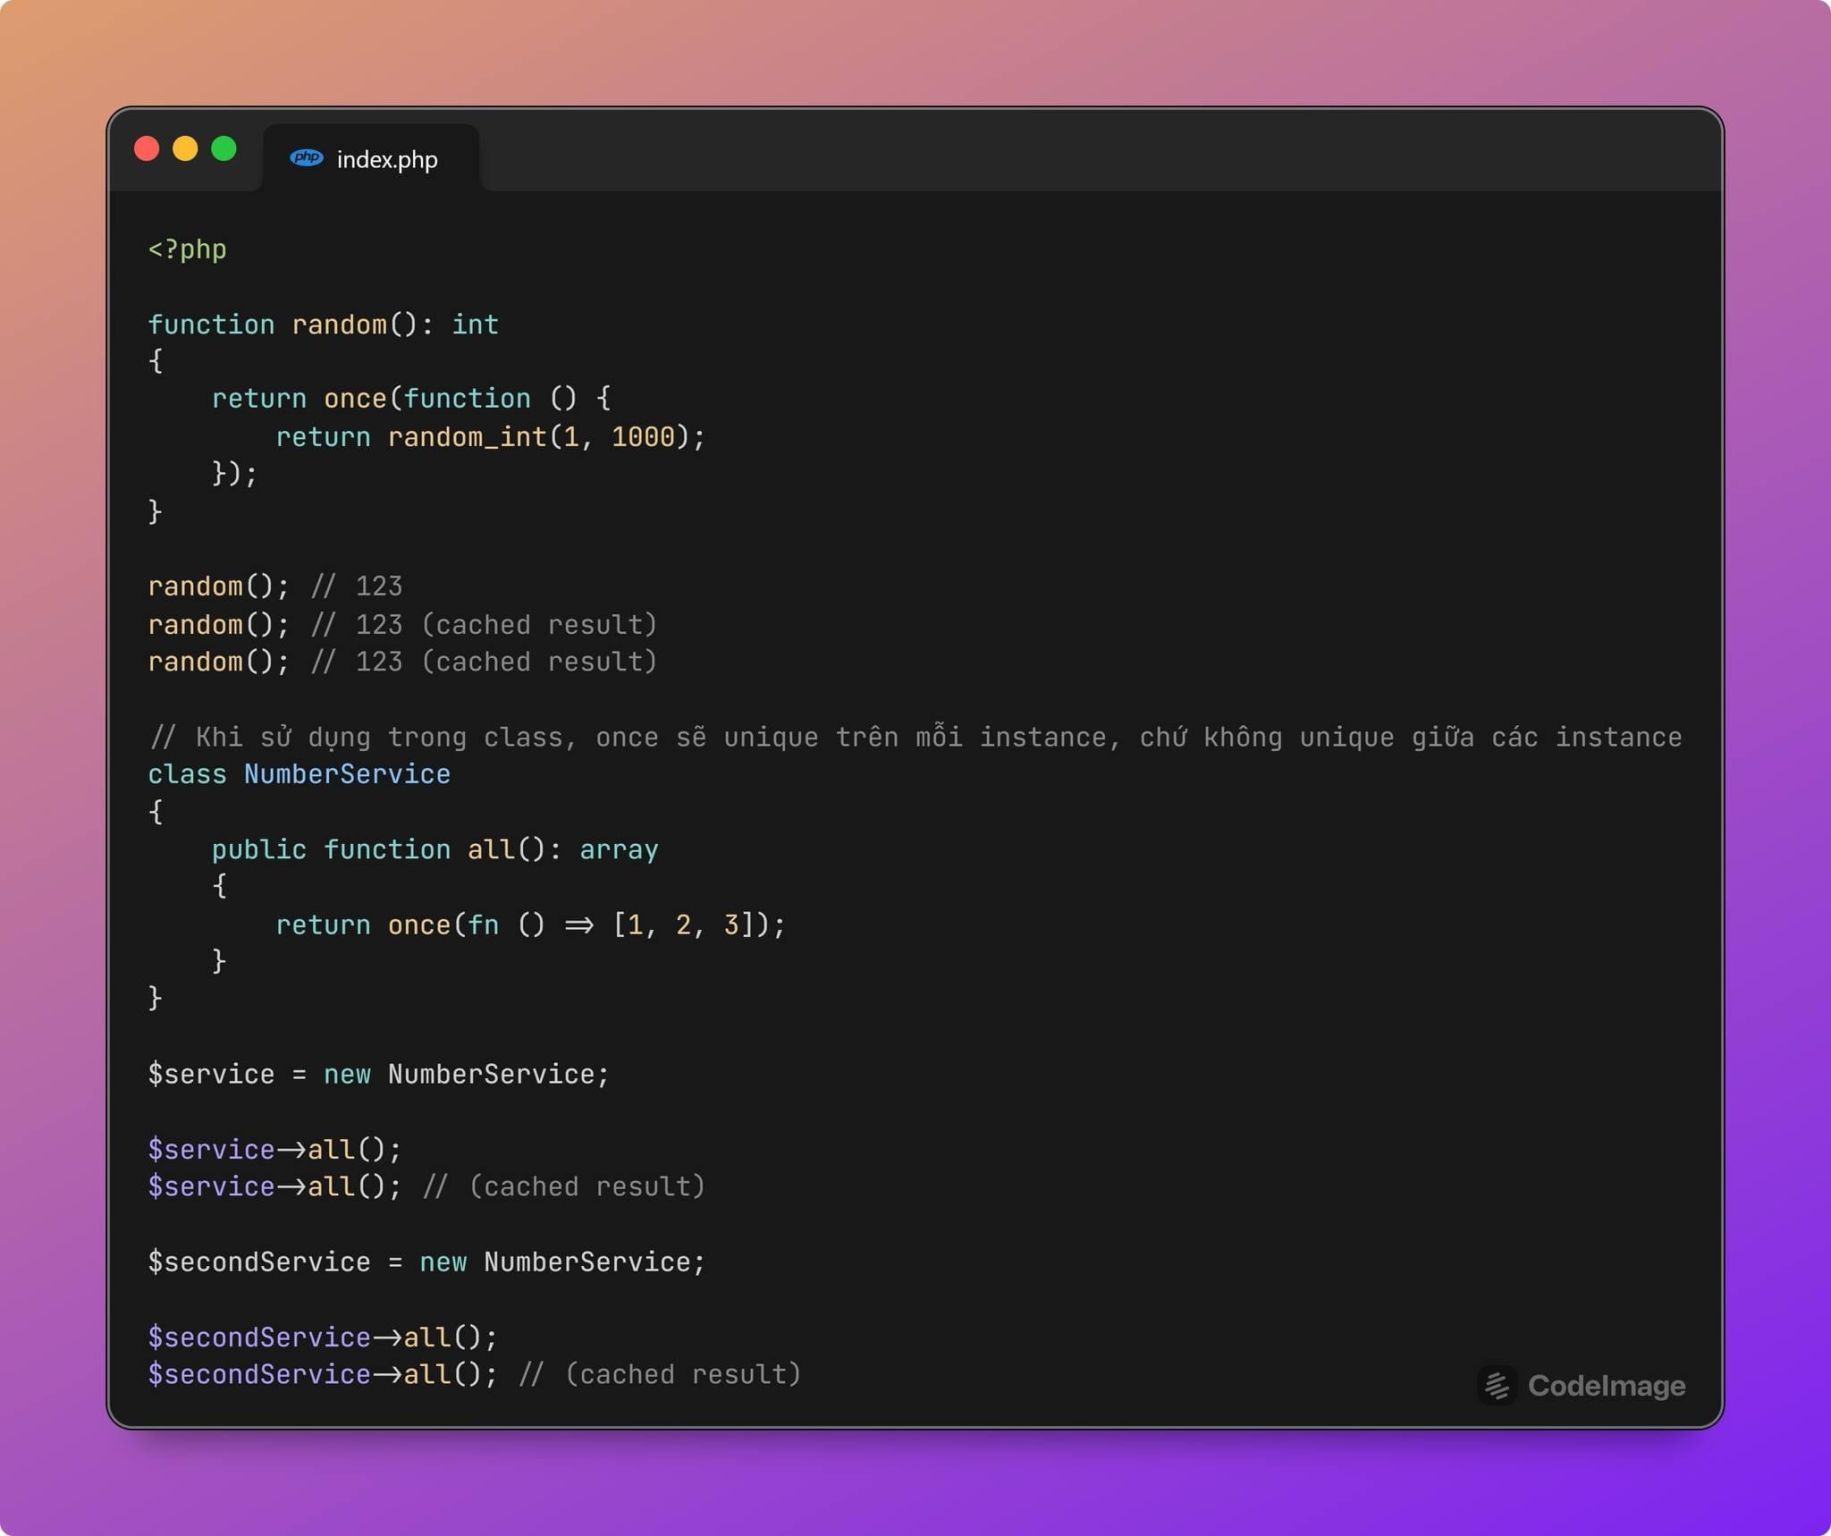 php index.php
<?php
function random(): int
{
    return once(function () {
        return random_int(1, 1000);
    });
}
random(); // 123
random(); // 123 (cached result)
random(); // 123 (cached result)
// Khi sử dụng trong class, once sẽ unique trên mỗi instance, chứ không unique giữa các instance
class NumberService
{
    public function all(): array
    {
        return once(fn () => [1, 2, 3]);
    }
}
$service = new NumberService;
$service->all();
$service->all(); // (cached result)
$secondService = new NumberService;
$secondService->all();
$secondService->all(); // (cached result)
CodeImage